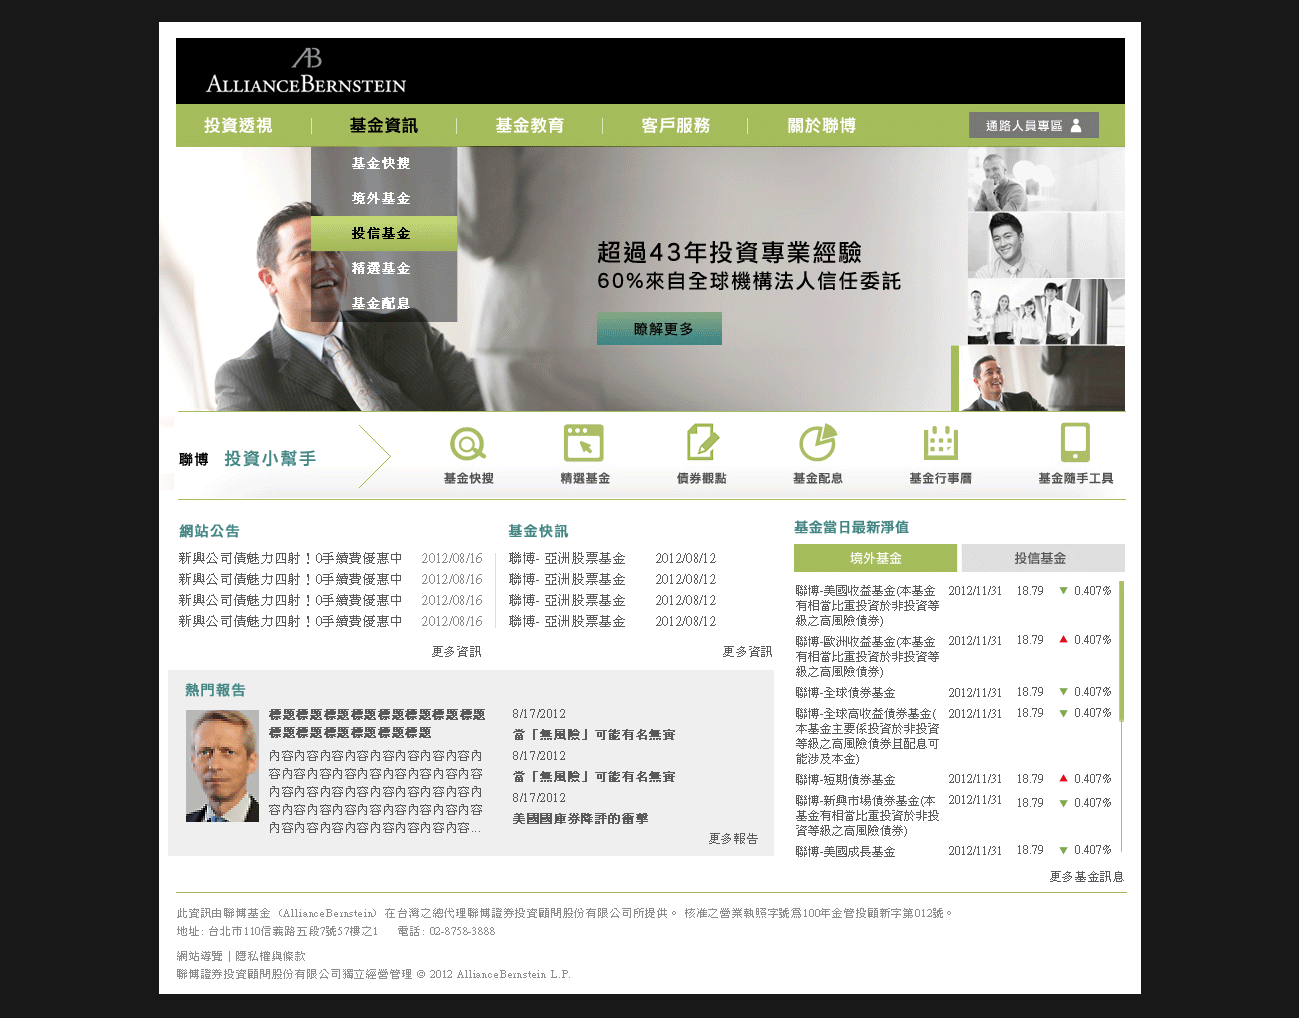 AB
ALLIANCEBERNSTEIN
投資透視
基金資訊
基金教育
客戶服務
關於聯博
通路人員專區
基金快搜
境外基金
投信基金
精選基金
基金配息
超過43年投資專業經驗
60%來自全球機構法人信任委託
瞭解更多
聯博 投資小幫手
基金快搜
精選基金
債券觀點
基金配息
基金行事曆
基金隨手工具
網站公告
新興公司債魅力四射！0手續費優惠中 2012/08/16
新興公司債魅力四射！0手續費優惠中 2012/08/16
新興公司債魅力四射！0手續費優惠中 2012/08/16
新興公司債魅力四射！0手續費優惠中 2012/08/16
更多資訊
基金快訊
聯博- 亞洲股票基金 2012/08/12
聯博- 亞洲股票基金 2012/08/12
聯博- 亞洲股票基金 2012/08/12
聯博- 亞洲股票基金 2012/08/12
更多資訊
熱門報告
標題標題標題標題標題標題標題標題
標題標題標題標題標題標題
內容內容內容內容內容內容內容內容內
容內容內容內容內容內容內容內容內容
內容內容內容內容內容內容內容內容內
容內容內容內容內容內容內容內容內容
內容內容內容內容內容內容內容內容...
8/17/2012
當「無風險」可能有名無實
8/17/2012
當「無風險」可能有名無實
8/17/2012
美國國庫券降評的衝擊
更多報告
基金當日最新淨值
境外基金
投信基金
聯博-美國收益基金(本基金 2012/11/31 18.79 ▼ 0.407%
有相當比重投資於非投資等
級之高風險債券)
聯博-歐洲收益基金(本基金 2012/11/31 18.79 ▲ 0.407%
有相當比重投資於非投資等
級之高風險債券)
聯博-全球債券基金 2012/11/31 18.79 ▼ 0.407%
聯博-全球高收益債券基金( 2012/11/31 18.79 ▼ 0.407%
本基金主要係投資於非投資
等級之高風險債券且配息可
能涉及本金)
聯博-短期債券基金 2012/11/31 18.79 ▲ 0.407%
聯博-新興市場債券基金(本 2012/11/31 18.79 ▼ 0.407%
基金有相當比重投資於非投
資等級之高風險債券)
聯博-美國成長基金 2012/11/31 18.79 ▼ 0.407%
更多基金訊息
此資訊由聯博基金（AllianceBernstein）在台灣之總代理聯博證券投資顧問股份有限公司所提供。 核准之營業執照字號為100年金管投顧新字第012號。
地址: 台北市110信義路五段7號57樓之1 電話: 02-8758-3888
網站導覽 | 隱私權與條款
聯博證券投資顧問股份有限公司獨立經營管理 © 2012 AllianceBernstein L.P.